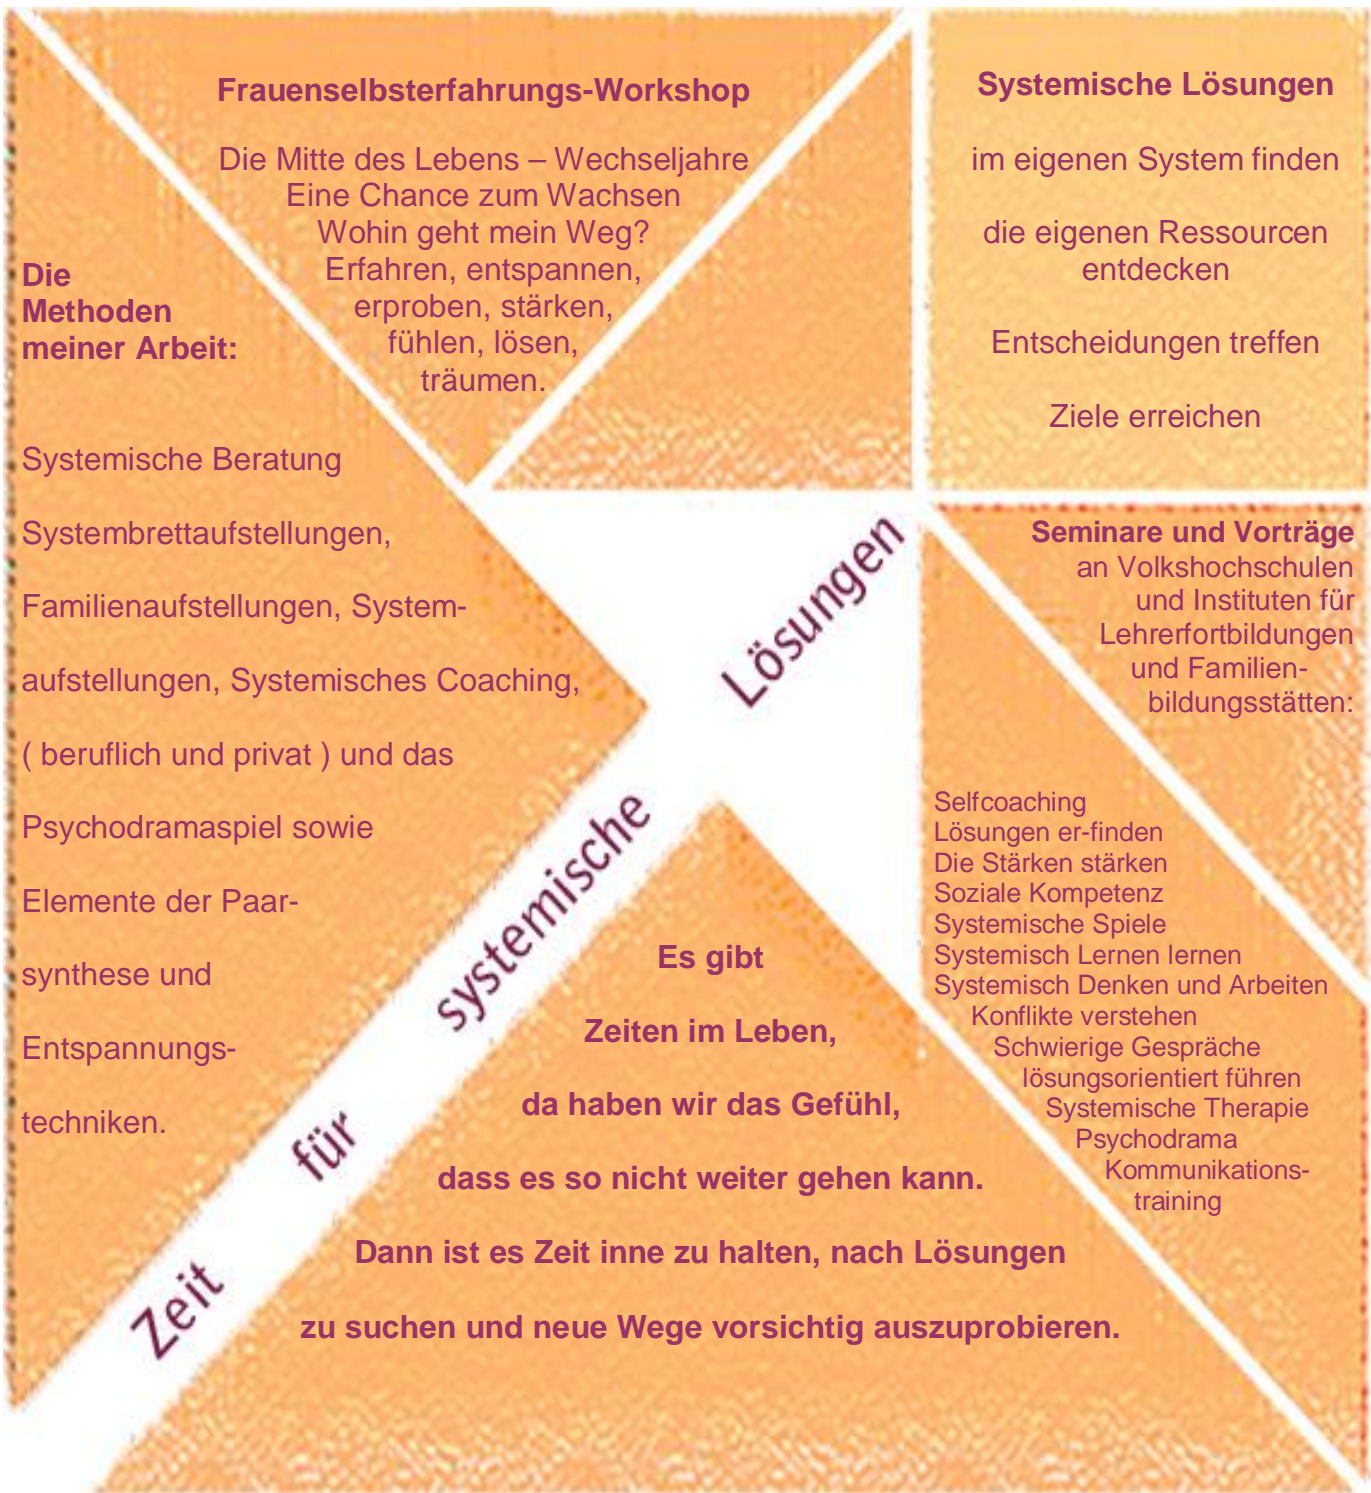 Frauenselbsterfahrungs-Workshop
Die Mitte des Lebens – Wechseljahre
Eine Chance zum Wachsen
Wohin geht mein Weg?
Erfahren, entspannen,
erproben, stärken,
fühlen, lösen,
träumen.
Systemische Lösungen
im eigenen System finden
die eigenen Ressourcen
entdecken
Entscheidungen treffen
Ziele erreichen
Die
Methoden
meiner Arbeit:
Systemische Beratung
Systembrettaufstellungen,
Familienaufstellungen, System-
aufstellungen, Systemisches Coaching,
( beruflich und privat ) und das
Psychodramaspiel sowie
Elemente der Paar-
synthese und
Entspannungs-
techniken.
Seminare und Vorträge
an Volkshochschulen
und Instituten für
Lehrerfortbildungen
und Familien-
bildungsstätten:
Selfcoaching
Lösungen er-finden
Die Stärken stärken
Soziale Kompetenz
Systemische Spiele
Systemisch Lernen lernen
Systemisch Denken und Arbeiten
Konflikte verstehen
Schwierige Gespräche
lösungsorientiert führen
Systemische Therapie
Psychodrama
Kommunikations-
training
Zeit für systemische Lösungen
Es gibt
Zeiten im Leben,
da haben wir das Gefühl,
dass es so nicht weiter gehen kann.
Dann ist es Zeit inne zu halten, nach Lösungen
zu suchen und neue Wege vorsichtig auszuprobieren.